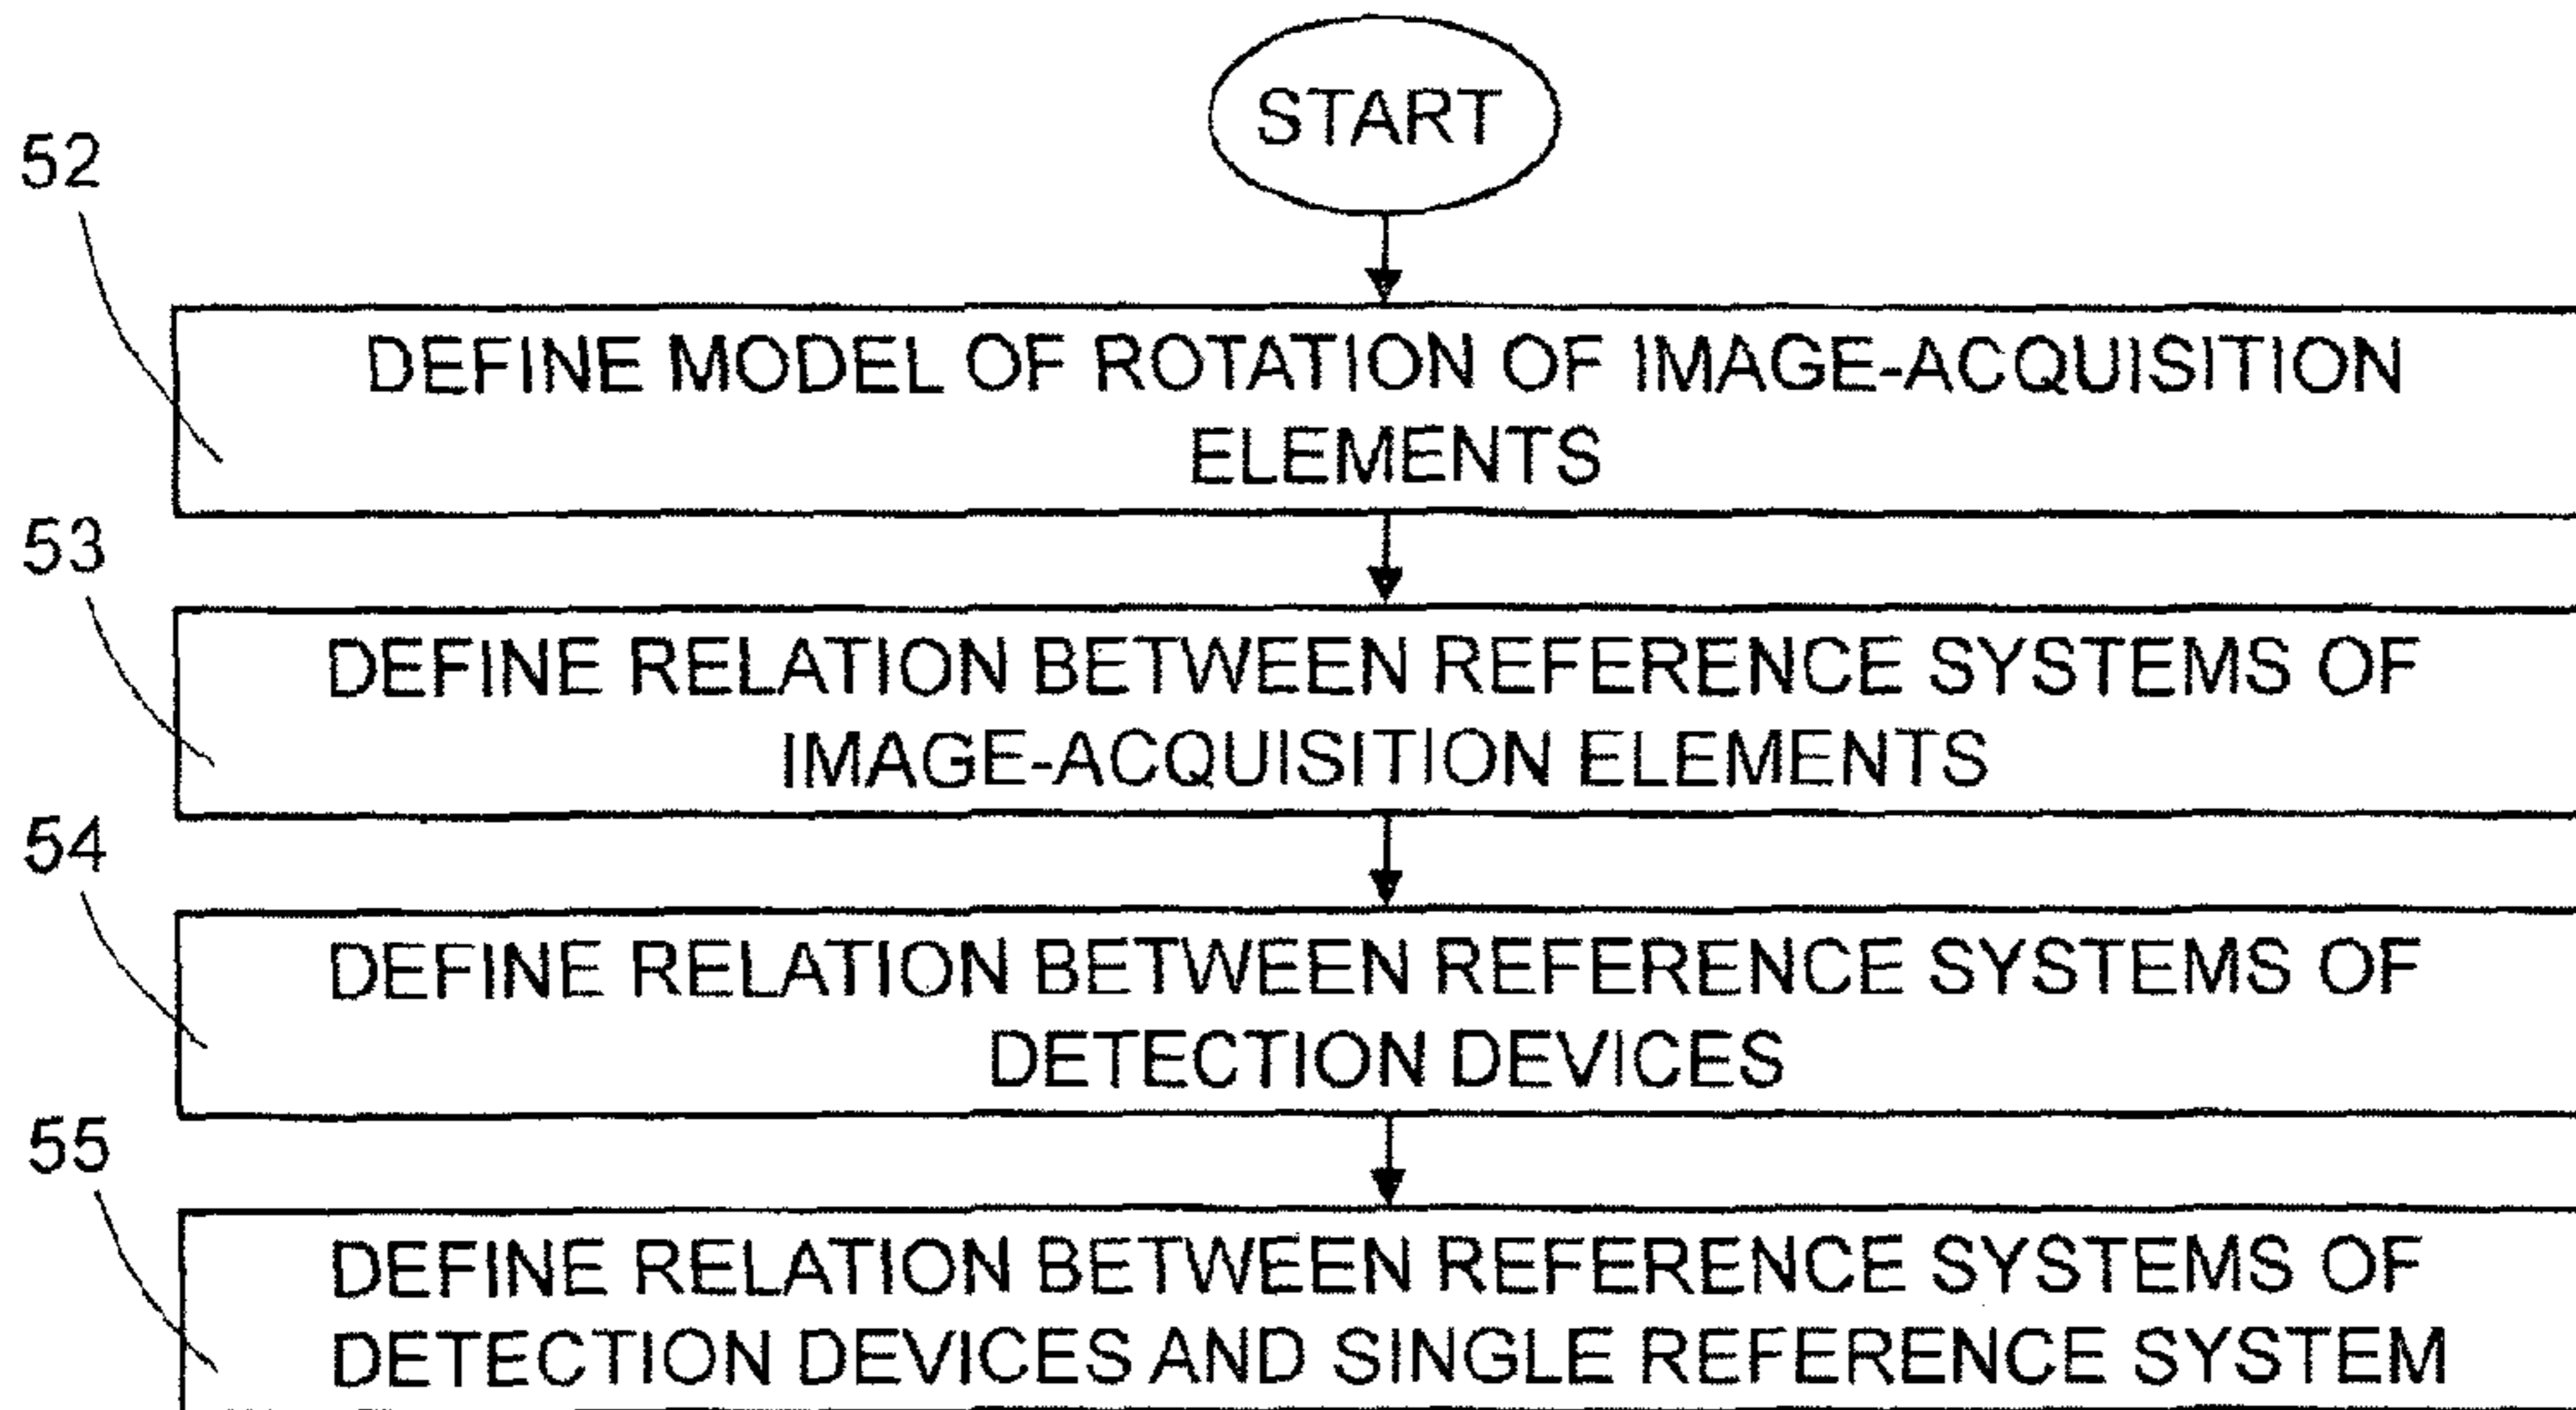 START
52
DEFINE MODEL OF ROTATION OF IMAGE-ACQUISITION
ELEMENTS
53
DEFINE RELATION BETWEEN REFERENCE SYSTEMS OF
IMAGE-ACQUISITION ELEMENTS
54
DEFINE RELATION BETWEEN REFERENCE SYSTEMS OF
DETECTION DEVICES
55
DEFINE RELATION BETWEEN REFERENCE SYSTEMS OF
DETECTION DEVICES AND SINGLE REFERENCE SYSTEM